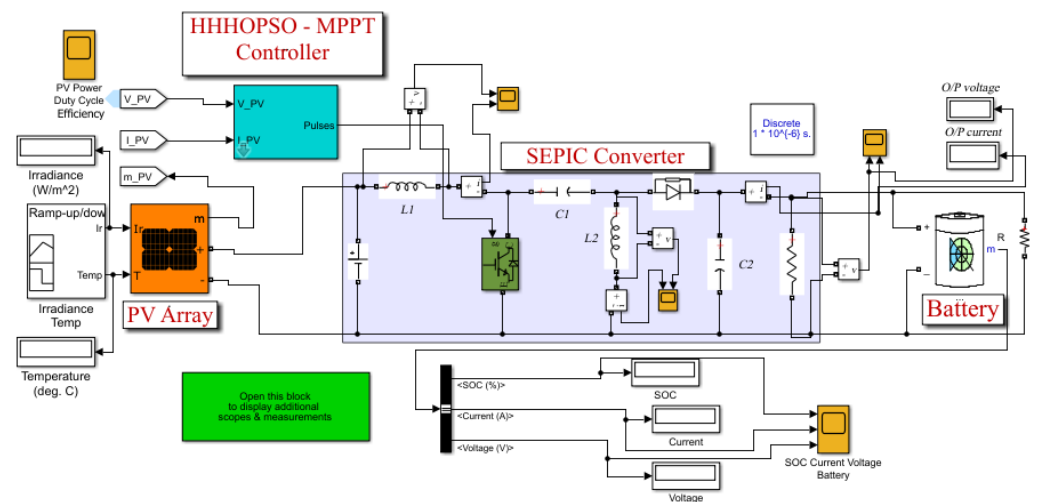 HHHOPSO - MPPT
Controller
PV Power
Duty Cycle
Efficiency
V_PV
I_PV
m_PV
V_PV
I_PV
Pulses
Irradiance
(W/m^2)
Ramp-up/dow
Ir
Temp
Irradiance
Temp
Ir
T
m
+
-
PV Array
Temperature
(deg. C)
SEPIC Converter
Discrete
1 * 10^{-6} s.
O/P voltage
O/P current
L1
C1
L2
C2
R
m
+
–
Battery
Open this block
to display additional
scopes & measurements
<SOC (%)>
<Current (A)>
<Voltage (V)>
SOC
Current
Voltage
SOC Current Voltage
Battery